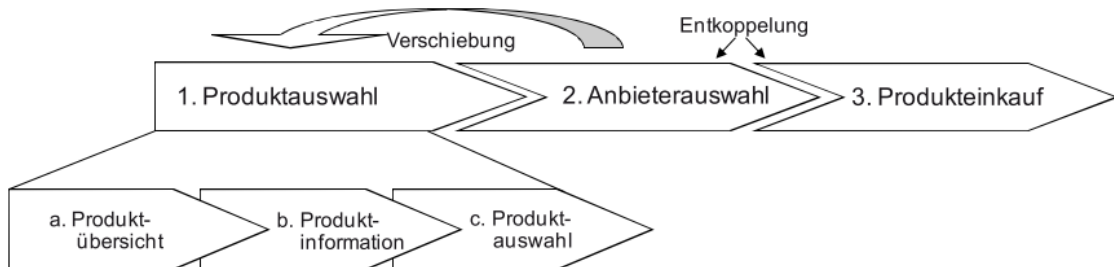 Verschiebung
Entkoppelung
1. Produktauswahl
2. Anbieterauswahl
3. Produkteinkauf
a. Produkt-
übersicht
b. Produkt-
information
c. Produkt-
auswahl